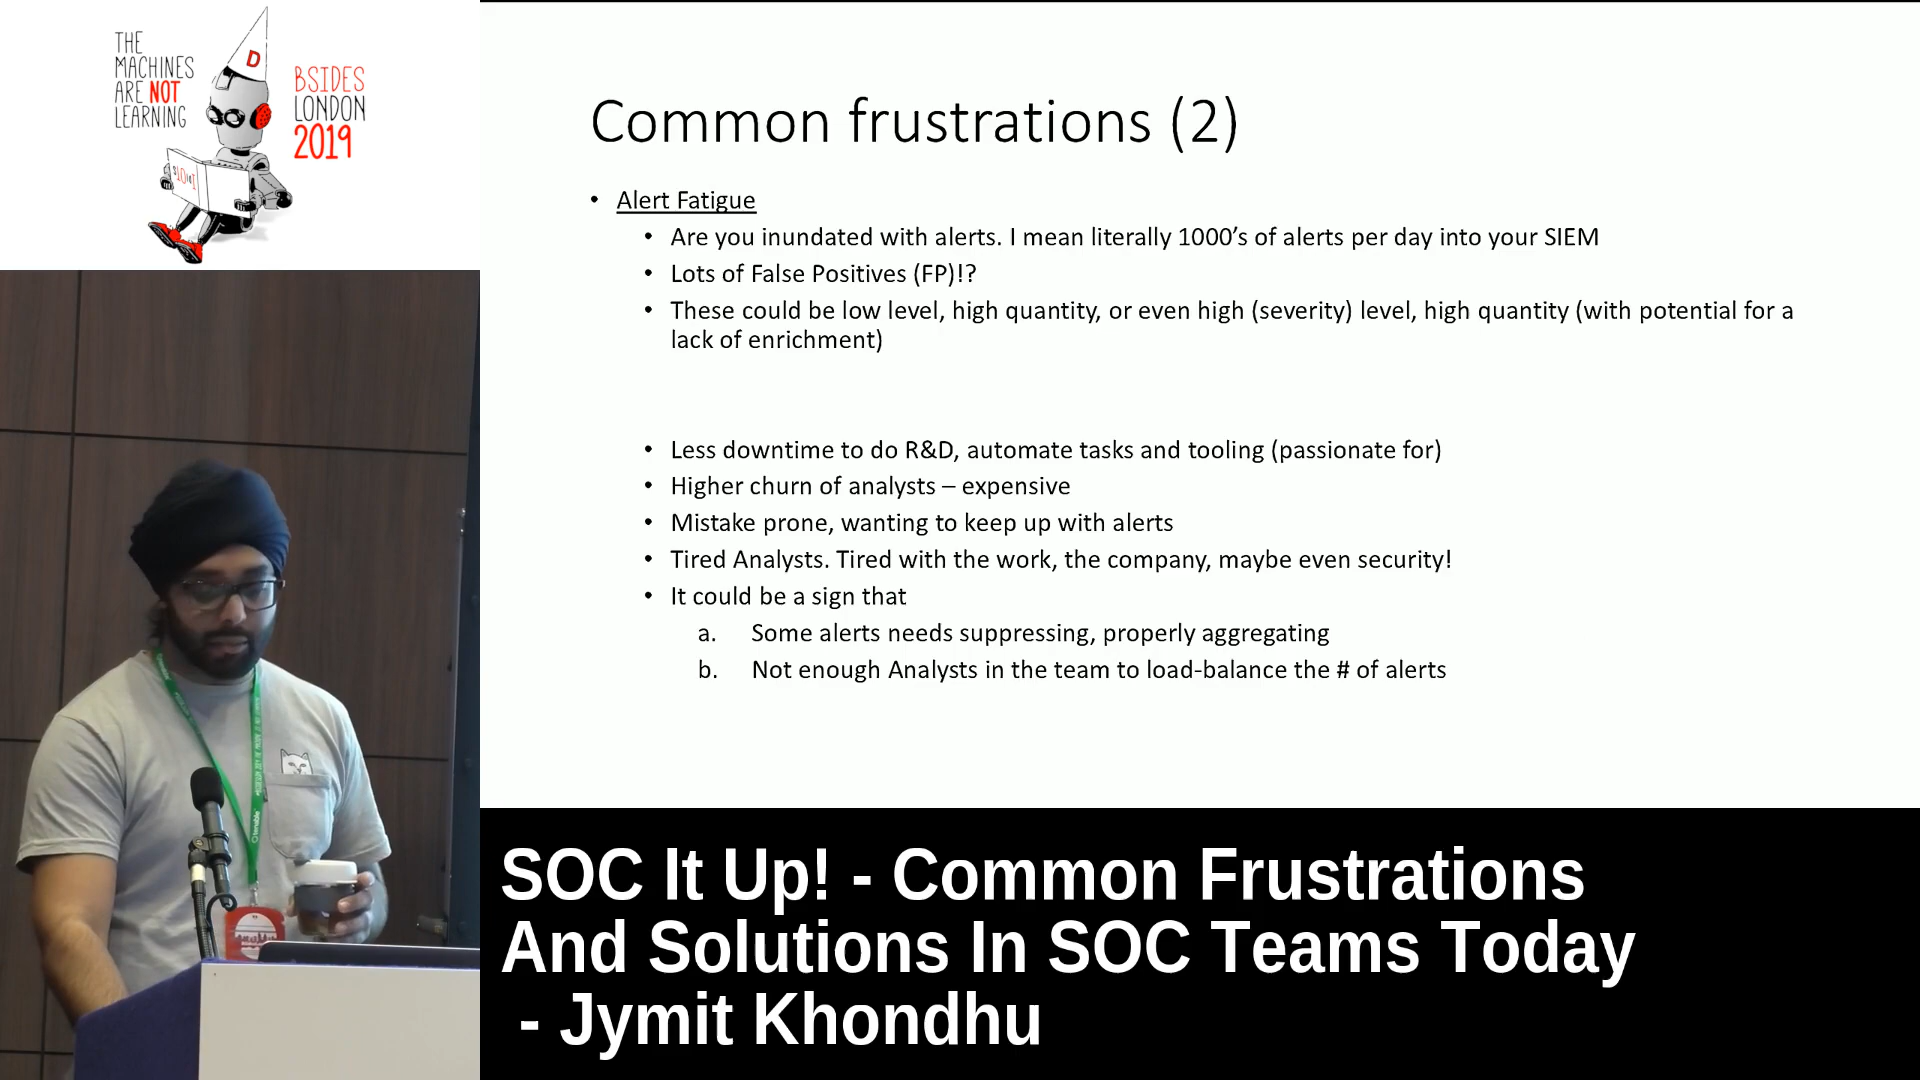 THE
MACHINES
ARE NOT
LEARNING
D
BSIDES
LONDON
2019
Common frustrations (2)
• Alert Fatigue
• Are you inundated with alerts. I mean literally 1000’s of alerts per day into your SIEM
• Lots of False Positives (FP)!?
• These could be low level, high quantity, or even high (severity) level, high quantity (with potential for a
lack of enrichment)
• Less downtime to do R&D, automate tasks and tooling (passionate for)
• Higher churn of analysts – expensive
• Mistake prone, wanting to keep up with alerts
• Tired Analysts. Tired with the work, the company, maybe even security!
• It could be a sign that
a. Some alerts needs suppressing, properly aggregating
b. Not enough Analysts in the team to load-balance the # of alerts
tenable
SOC It Up! - Common Frustrations
And Solutions In SOC Teams Today
- Jymit Khondhu